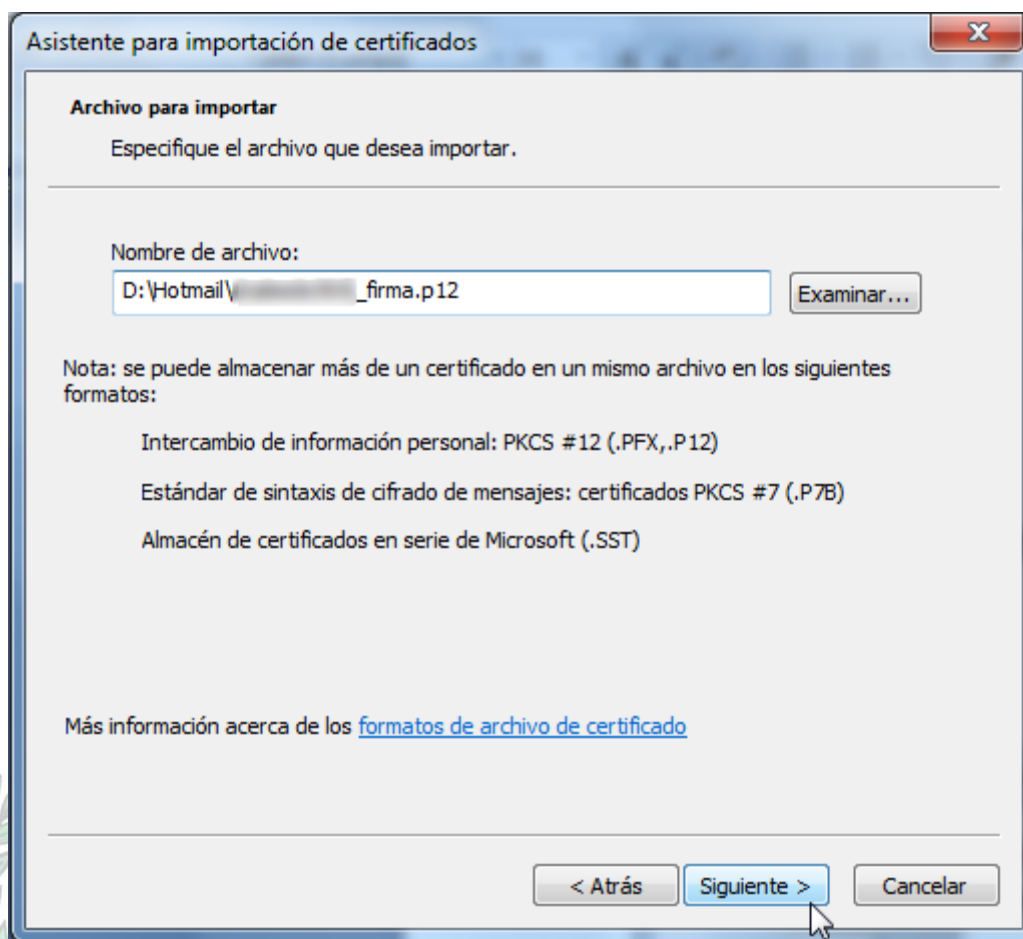 Asistente para importación de certificados
Archivo para importar
Especifique el archivo que desea importar.
Nombre de archivo:
D:\Hotmail\ _firma.p12
Examinar...
Nota: se puede almacenar más de un certificado en un mismo archivo en los siguientes
formatos:
Intercambio de información personal: PKCS #12 (.PFX,.P12)
Estándar de sintaxis de cifrado de mensajes: certificados PKCS #7 (.P7B)
Almacén de certificados en serie de Microsoft (.SST)
Más información acerca de los formatos de archivo de certificado
< Atrás
Siguiente >
Cancelar